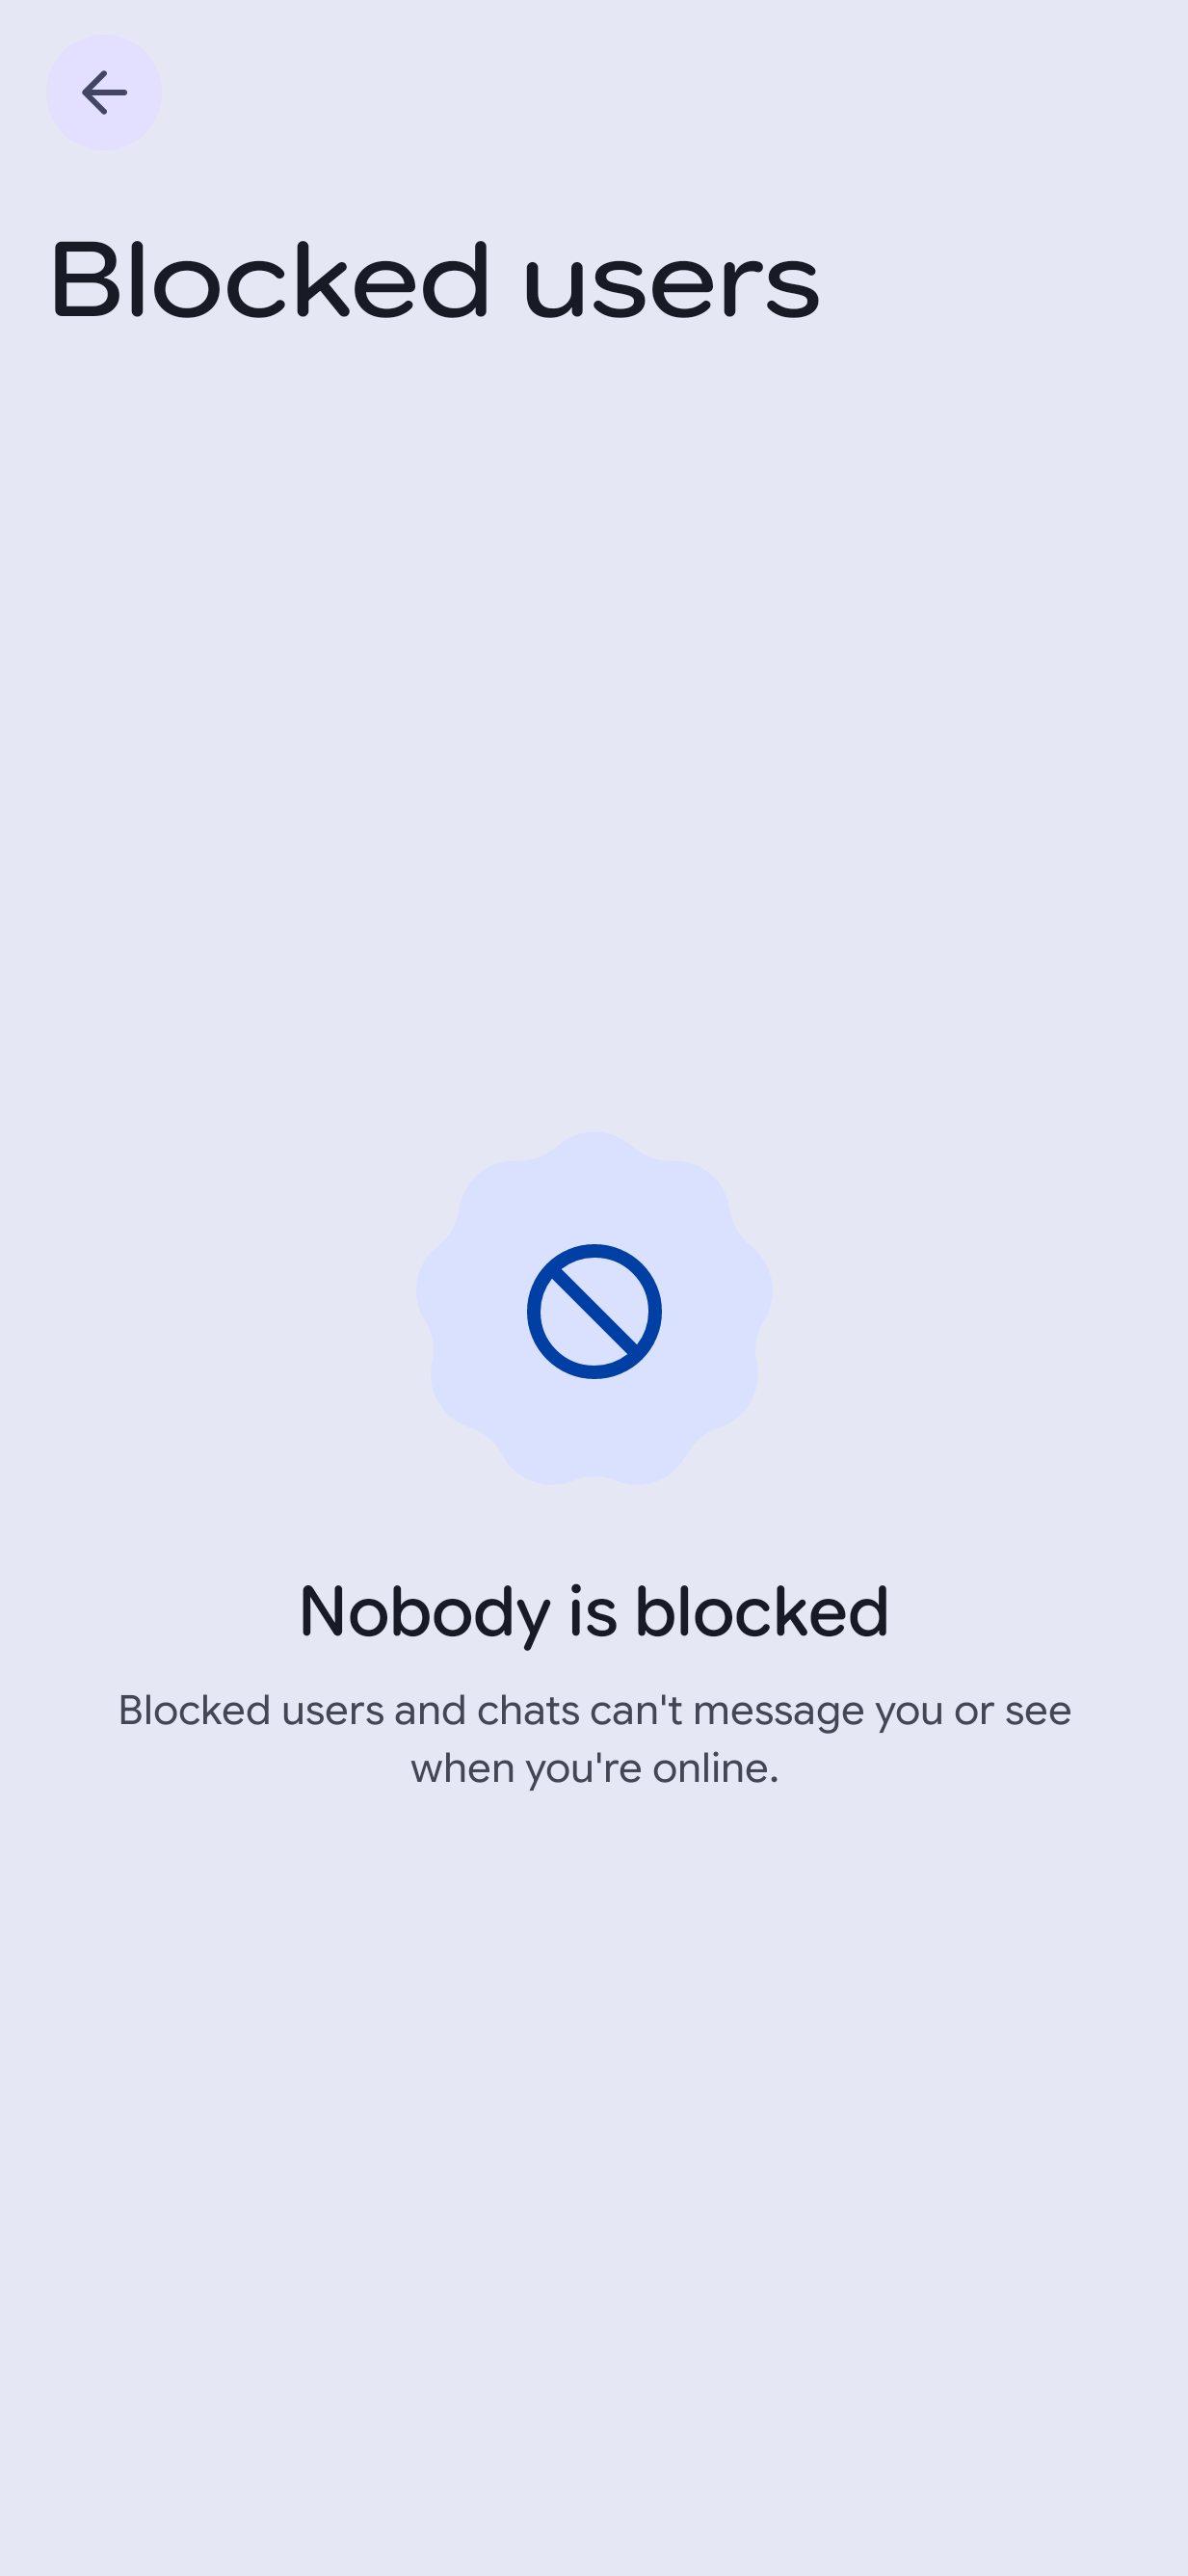 Blocked users
Nobody is blocked
Blocked users and chats can't message you or see
when you're online.